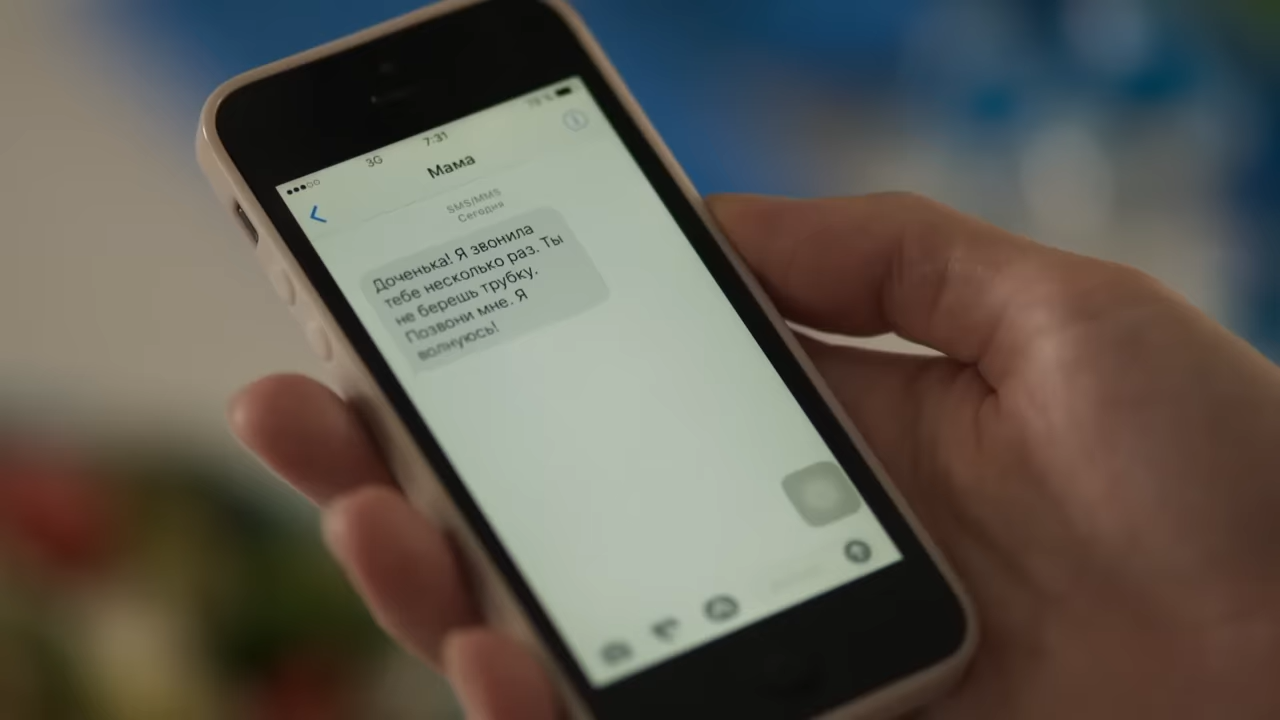 3G
7:31
Мама
SMS/MMS
Сегодня
Доченька! Я звонила
тебе несколько раз. Ты
не берешь трубку.
Позвони мне. Я
волнуюсь!